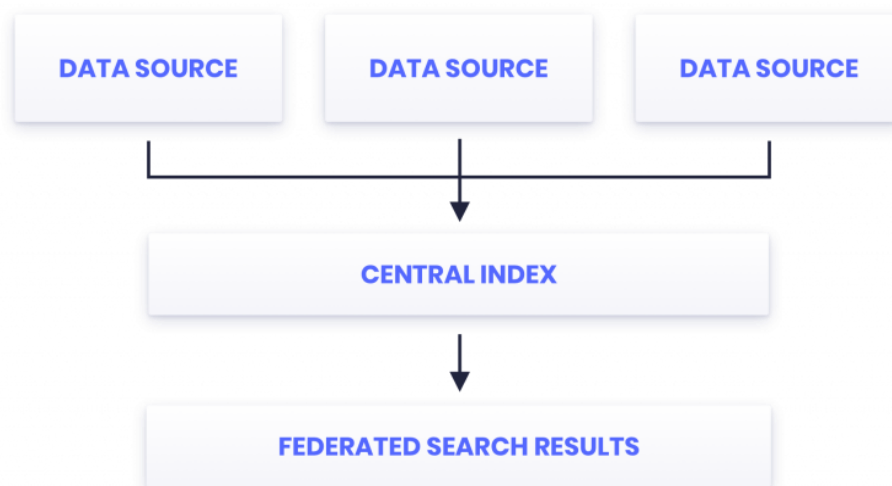 DATA SOURCE DATA SOURCE DATA SOURCE
CENTRAL INDEX
FEDERATED SEARCH RESULTS